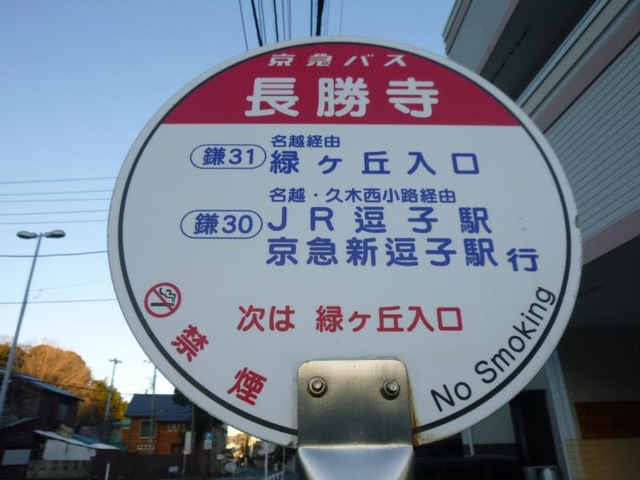 京急バス
長勝寺
名越経由
鎌31 緑ヶ丘入口
名越・久木西小路経由
鎌30 JR逗子駅
京急新逗子駅行
次は 緑ヶ丘入口
禁煙
No Smoking